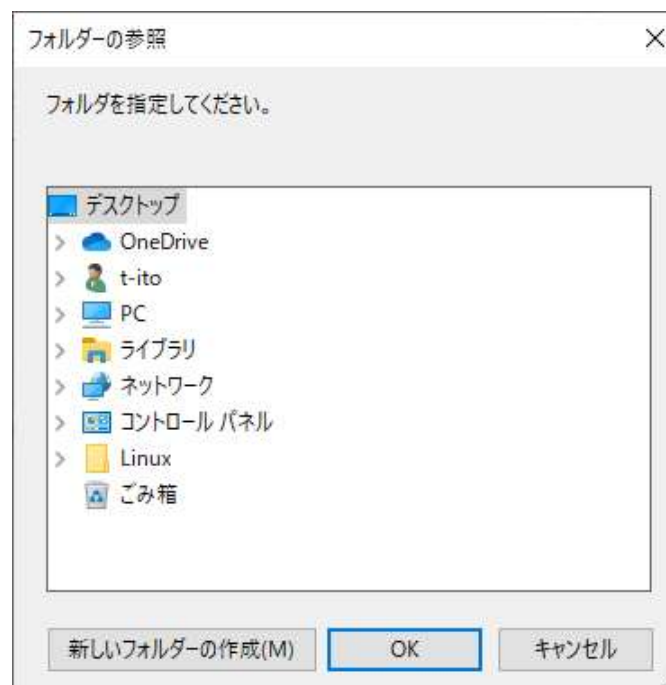 フォルダーの参照
フォルダを指定してください。
デスクトップ
OneDrive
t-ito
PC
ライブラリ
ネットワーク
コントロール パネル
Linux
ごみ箱
新しいフォルダーの作成(M) OK キャンセル